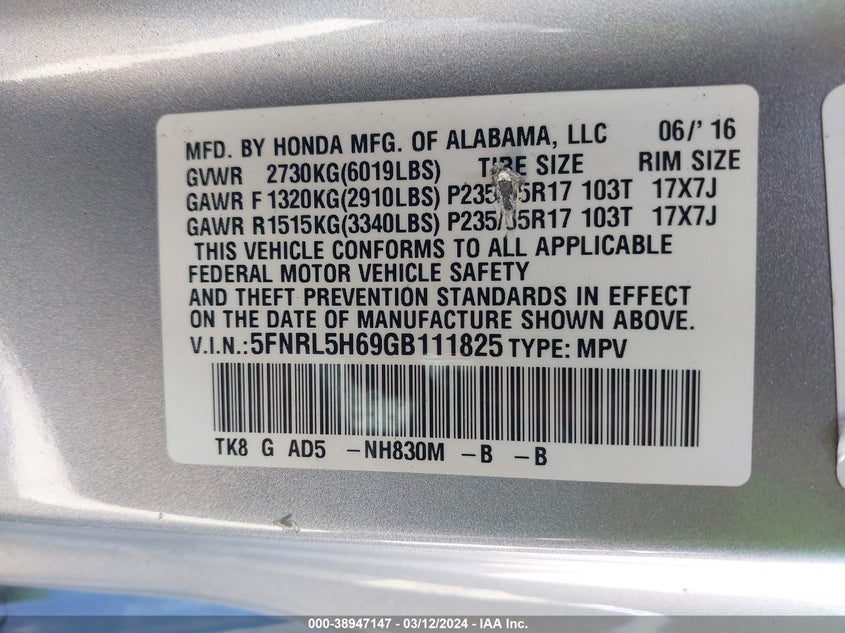 MFD. BY HONDA MFG. OF ALABAMA, LLC 06/'16
GVWR 2730KG(6019LBS) TIRE SIZE RIM SIZE
GAWR F 1320KG(2910LBS) 103T 17X7J
GAWR R1515KG(3340LBS) 103T 17X7J
THIS VEHICLE CONFORMS TO ALL APPLICABLE
FEDERAL MOTOR VEHICLE SAFETY
AND THEFT PREVENTION STANDARDS IN EFFECT
ON THE DATE OF MANUFACTURE SHOWN ABOVE.
V.I.N.:5FNRL5H69GB111825 TYPE: MPV
TK8 G AD5 -NH830M -B -B
000-38947147 - 03/12/2024 - IAA Inc.